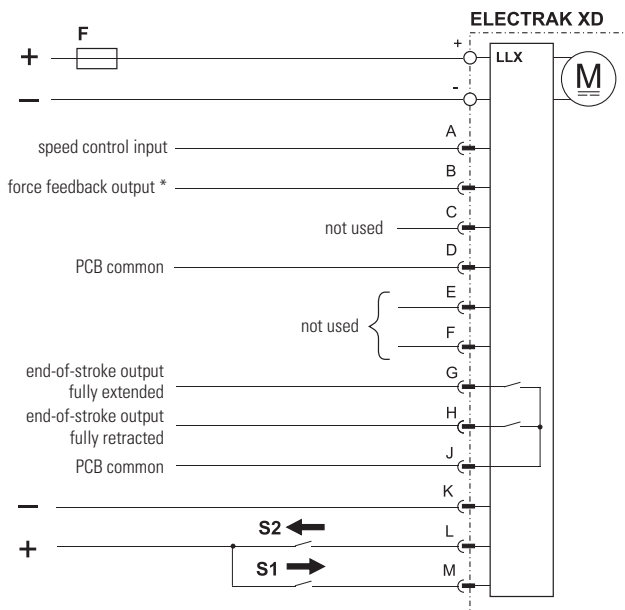 ELECTRAK XD
F
+
+
LLX
M
-
-
A
speed control input
B
force feedback output *
C
not used
D
PCB common
E
not used
F
end-of-stroke output
fully extended
G
end-of-stroke output
fully retracted
H
PCB common
J
K
-
S2
L
+
S1
M